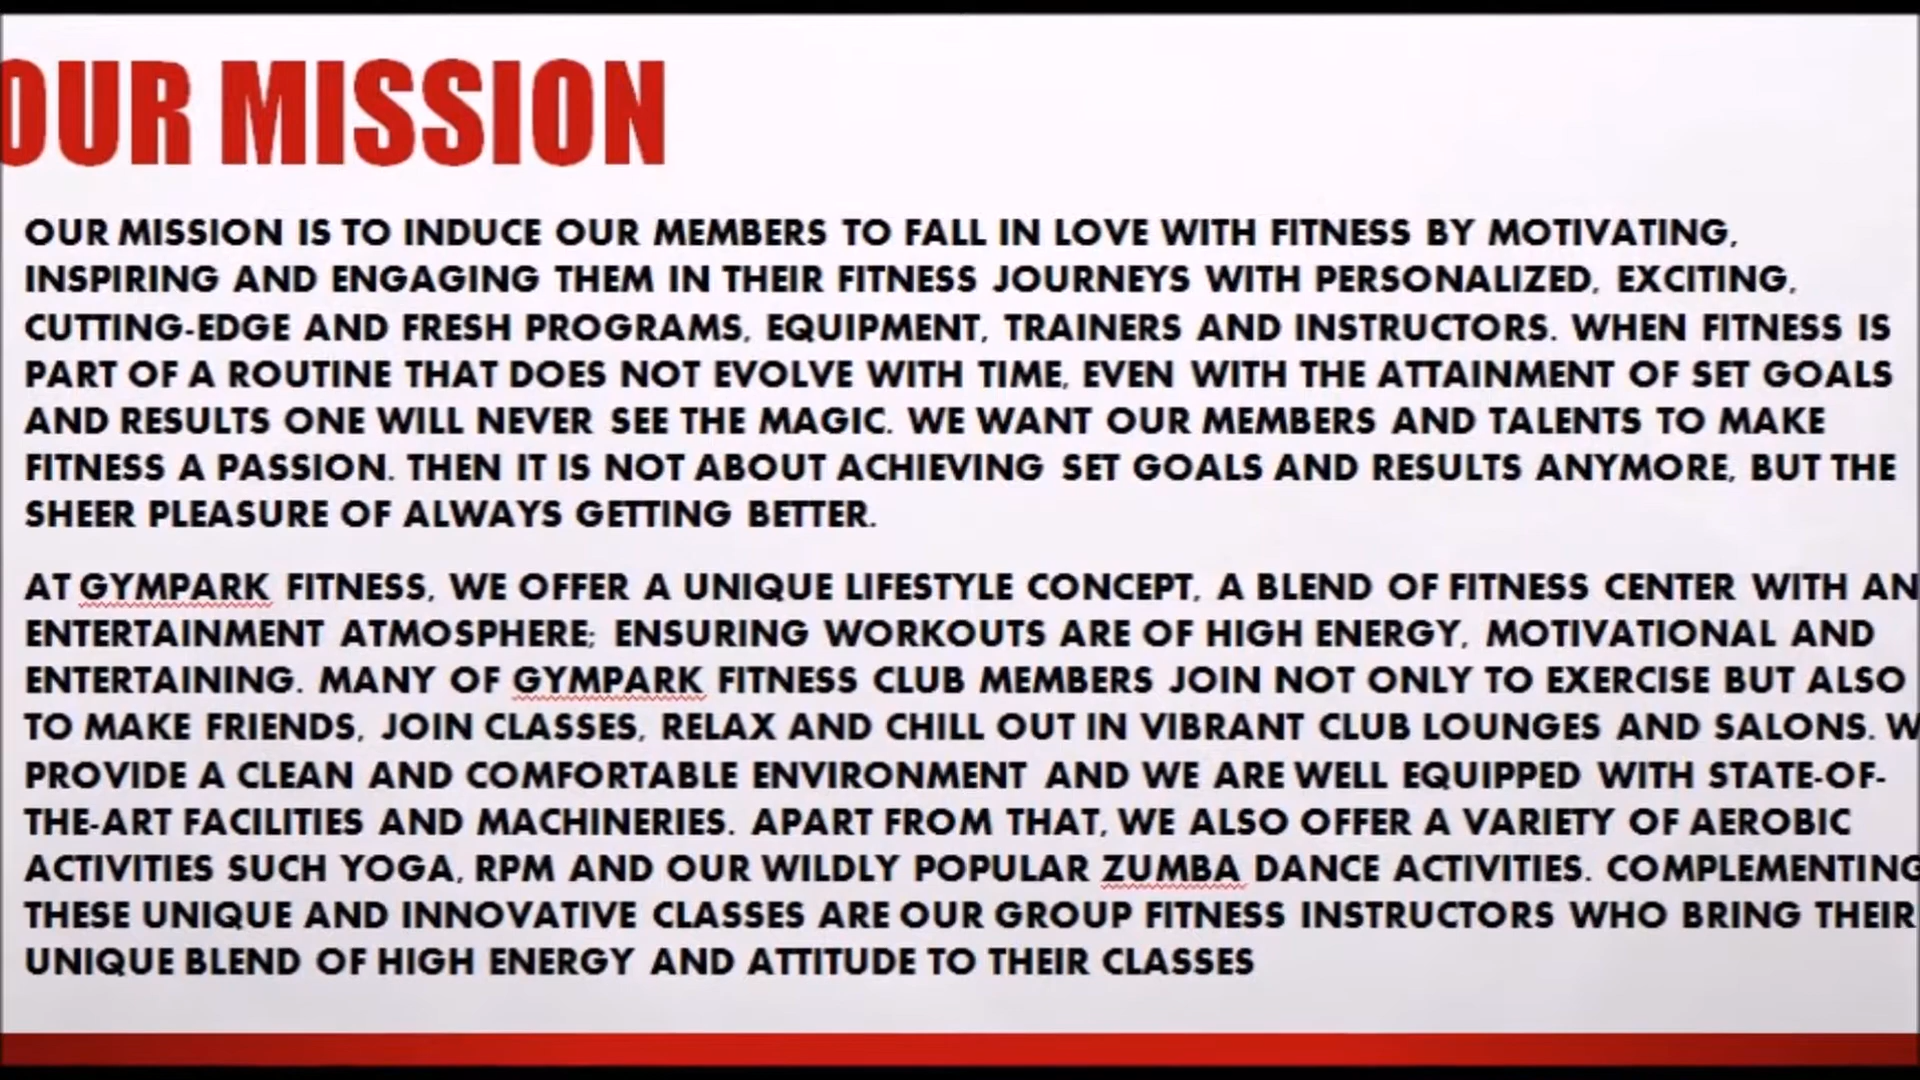 OUR MISSION
OUR MISSION IS TO INDUCE OUR MEMBERS TO FALL IN LOVE WITH FITNESS BY MOTIVATING,
INSPIRING AND ENGAGING THEM IN THEIR FITNESS JOURNEYS WITH PERSONALIZED, EXCITING,
CUTTING-EDGE AND FRESH PROGRAMS, EQUIPMENT, TRAINERS AND INSTRUCTORS. WHEN FITNESS IS
PART OF A ROUTINE THAT DOES NOT EVOLVE WITH TIME, EVEN WITH THE ATTAINMENT OF SET GOALS
AND RESULTS ONE WILL NEVER SEE THE MAGIC. WE WANT OUR MEMBERS AND TALENTS TO MAKE
FITNESS A PASSION. THEN IT IS NOT ABOUT ACHIEVING SET GOALS AND RESULTS ANYMORE, BUT THE
SHEER PLEASURE OF ALWAYS GETTING BETTER.
AT GYMPARK FITNESS, WE OFFER A UNIQUE LIFESTYLE CONCEPT, A BLEND OF FITNESS CENTER WITH AN
ENTERTAINMENT ATMOSPHERE; ENSURING WORKOUTS ARE OF HIGH ENERGY, MOTIVATIONAL AND
ENTERTAINING. MANY OF GYMPARK FITNESS CLUB MEMBERS JOIN NOT ONLY TO EXERCISE BUT ALSO
TO MAKE FRIENDS, JOIN CLASSES, RELAX AND CHILL OUT IN VIBRANT CLUB LOUNGES AND SALONS. W
PROVIDE A CLEAN AND COMFORTABLE ENVIRONMENT AND WE ARE WELL EQUIPPED WITH STATE-OF-
THE-ART FACILITIES AND MACHINERIES. APART FROM THAT, WE ALSO OFFER A VARIETY OF AEROBIC
ACTIVITIES SUCH YOGA, RPM AND OUR WILDLY POPULAR ZUMBA DANCE ACTIVITIES. COMPLEMENTING
THESE UNIQUE AND INNOVATIVE CLASSES ARE OUR GROUP FITNESS INSTRUCTORS WHO BRING THEIR
UNIQUE BLEND OF HIGH ENERGY AND ATTITUDE TO THEIR CLASSES